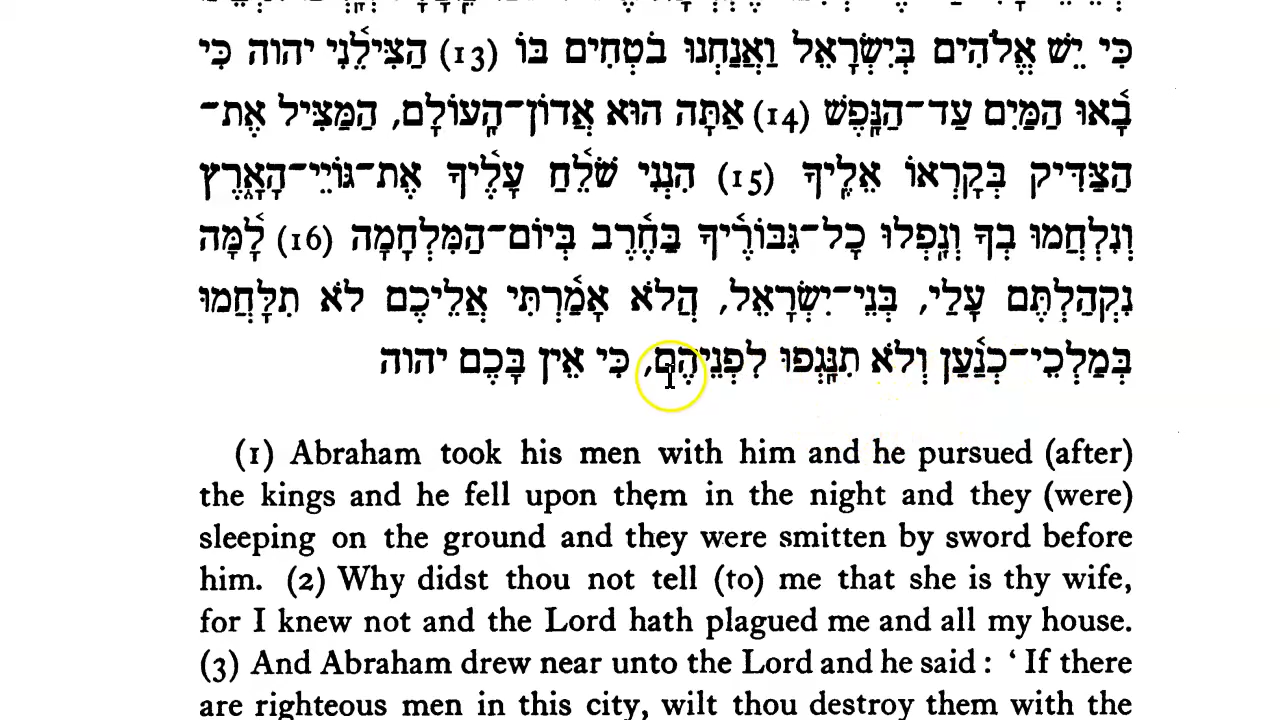 כִּי יֵשׁ אֱלֹהִים בְּיִשְׂרָאֵל וַאֲנַחְנוּ בֹטְחִים בּוֹ (13) הַצִּילֵ֫נִי יהוה כִּי
בָ֫אוּ הַמַּיִם עַד־הַנָּֽפֶשׁ (14) אַתָּה הוּא אֲדוֹן־הָֽעוֹלָם, הַמַּצִּיל אֶת־
הַצַּדִּיק בְּקָרְאוֹ אֵלֶֽיךָ (15) הִנְנִי שֹׁלֵ֫חַ עָלֶ֫יךָ אֶת־גּוֹיֵי־הָאָֽרֶץ
וְנִלְחֲמוּ בְךָ וְנָֽפְלוּ כָל־גִּבּוֹרֶ֫יךָ בַּחֶ֫רֶב בְּיוֹם־הַמִּלְחָמָה (16) לָ֫מָּה
נִקְהַלְתֶּם עָלַי, בְּנֵי־יִשְׂרָאֵל, הֲלֹא אָמַ֫רְתִּי אֲלֵיכֶם לֹא תִלָּֽחֲמוּ
בְּמַלְכֵי־כְנַ֫עַן וְלֹא תִנָּֽגְפוּ לִפְנֵיהֶם, כִּי אֵין בָּכֶם יהוה
(1) Abraham took his men with him and he pursued (after)
the kings and he fell upon them in the night and they (were)
sleeping on the ground and they were smitten by sword before
him. (2) Why didst thou not tell (to) me that she is thy wife,
for I knew not and the Lord hath plagued me and all my house.
(3) And Abraham drew near unto the Lord and he said : ‘ If there
are righteous men in this city, wilt thou destroy them with the